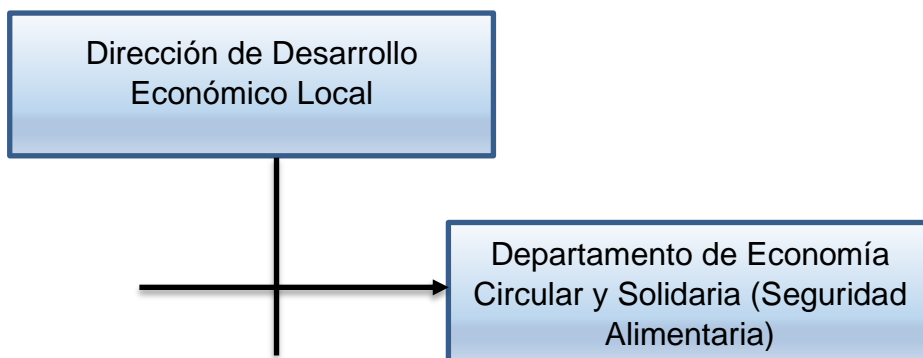 Dirección de Desarrollo
Económico Local
Departamento de Economía
Circular y Solidaria (Seguridad
Alimentaria)